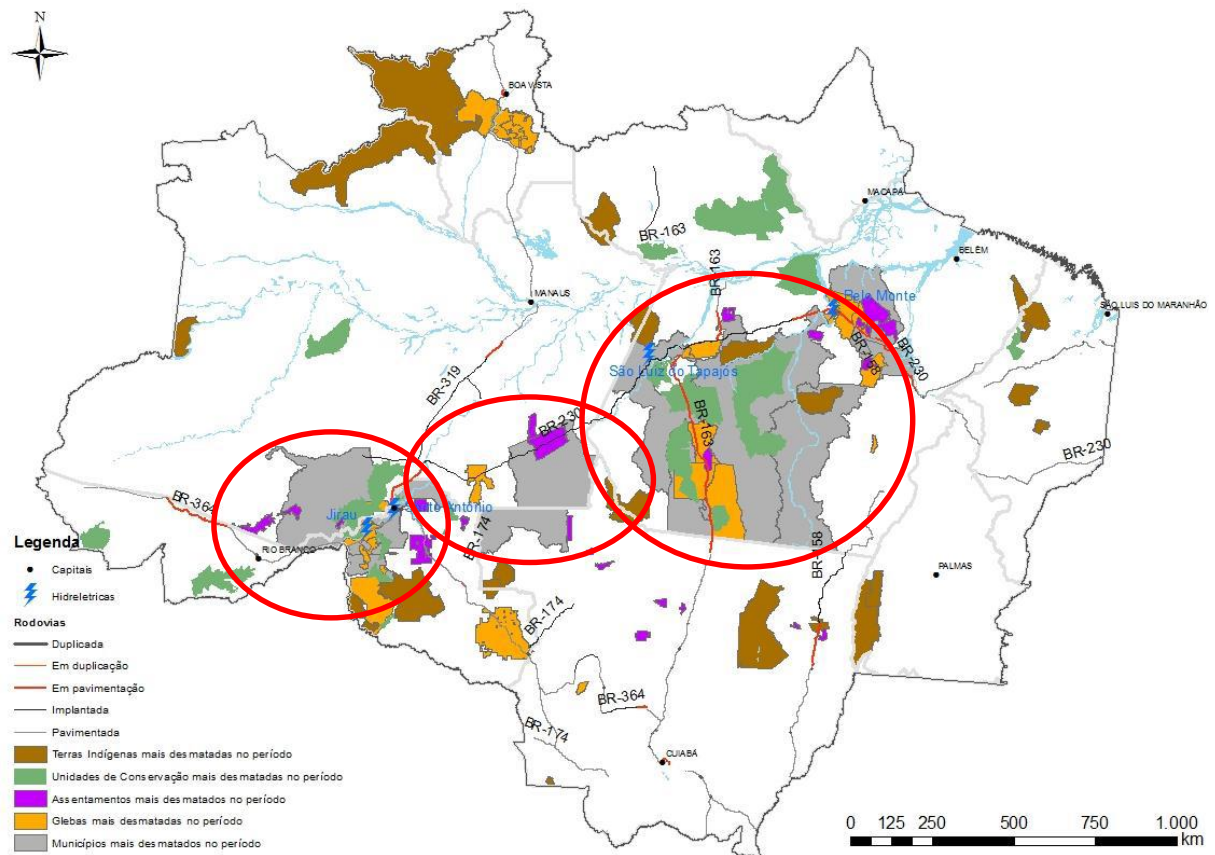 N
BOA VISTA
MACAPÁ
BR-163
BELÉM
BR-163
MANAUS
Belo Monte
SÃO LUIS DO MARANHÃO
BR-319
São Luiz do Tapajós
BR-158
BR-230
BR-230
BR-163
BR-230
BR-364
Jirau
Santo Antônio
BR-174
RIO BRANCO
BR-158
PALMAS
BR-174
BR-364
BR-174
CUIABÁ
Legenda
Capitais
Hidreletricas
Rodovias
Duplicada
Em duplicação
Em pavimentação
Implantada
Pavimentada
Terras Indígenas mais desmatadas no período
Unidades de Conservação mais desmatadas no período
Assentamentos mais desmatados no período
Glebas mais desmatadas no período
Municípios mais desmatados no período
0 125 250 500 750 1.000
km